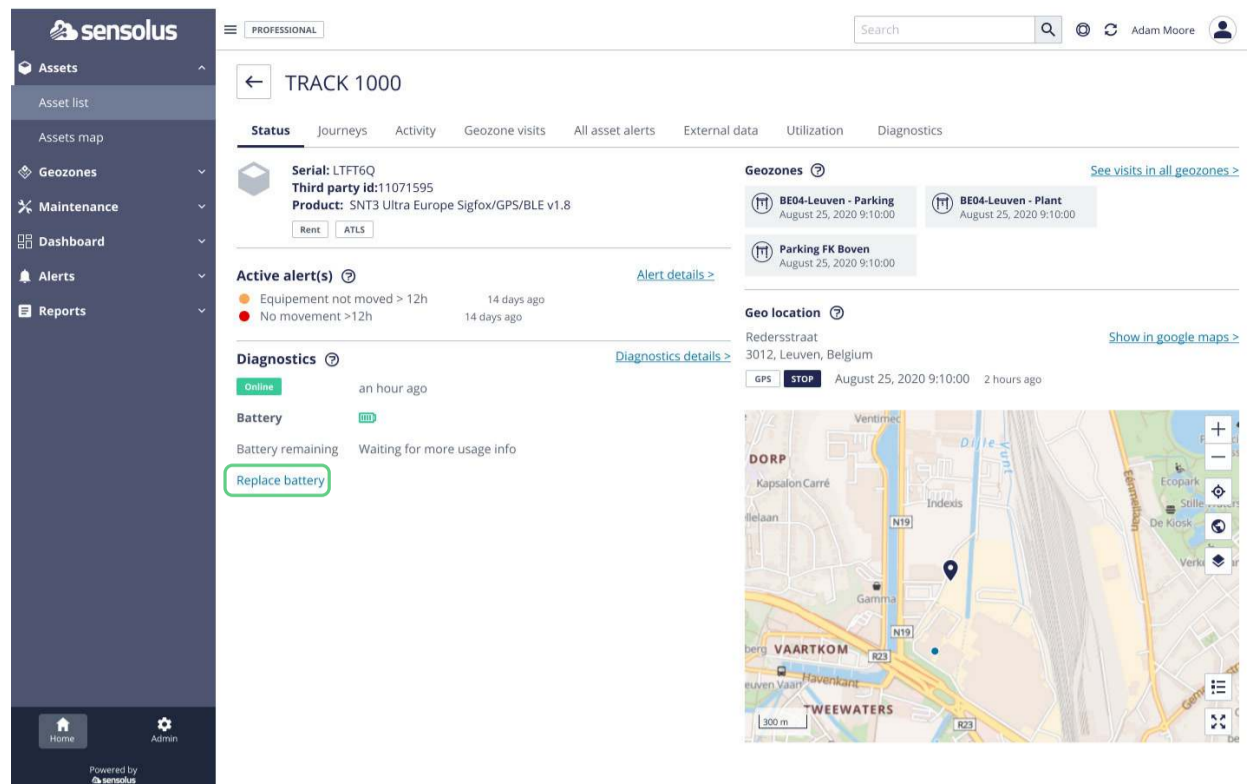 sensolus
PROFESSIONAL
Search
Adam Moore
Assets
Asset list
Assets map
Geozones
Maintenance
Dashboard
Alerts
Reports
Home
Admin
Powered by
sensolus
TRACK 1000
Status Journeys Activity Geozone visits All asset alerts External data Utilization Diagnostics
Serial: LTFT6Q
Third party id:11071595
Product: SNT3 Ultra Europe Sigfox/GPS/BLE v1.8
Rent ATLS
Active alert(s) ?
Alert details >
Equipement not moved > 12h 14 days ago
No movement >12h 14 days ago
Diagnostics ?
Diagnostics details >
Online an hour ago
Battery
Battery remaining Waiting for more usage info
Replace battery
Geozones ?
See visits in all geozones >
BE04-Leuven - Parking
August 25, 2020 9:10:00
BE04-Leuven - Plant
August 25, 2020 9:10:00
Parking FK Boven
August 25, 2020 9:10:00
Geo location ?
Redersstraat
Show in google maps >
3012, Leuven, Belgium
GPS STOP August 25, 2020 9:10:00 2 hours ago
Ventimec
Dijle-Vunt
DORP
Kapsalon Carré
Ecopark
Indexis
N19
De Kiosk
Gamma
N19
VAARTKOM
R23
Havenkant
TWEEWATERS
300 m
R23